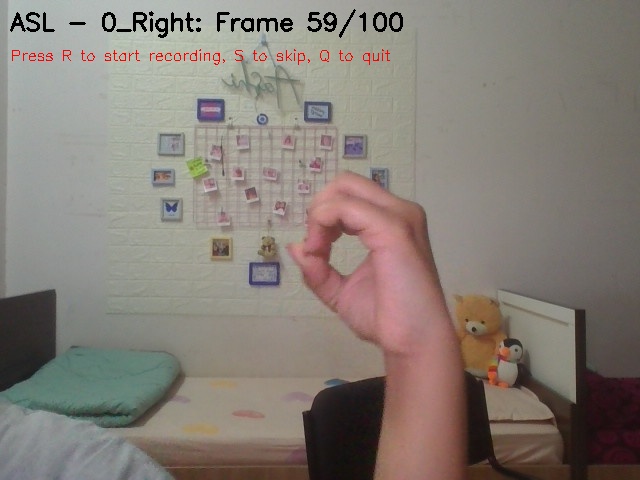 ASL - 0_Right: Frame 59/100
Press R to start recording, S to skip, Q to quit